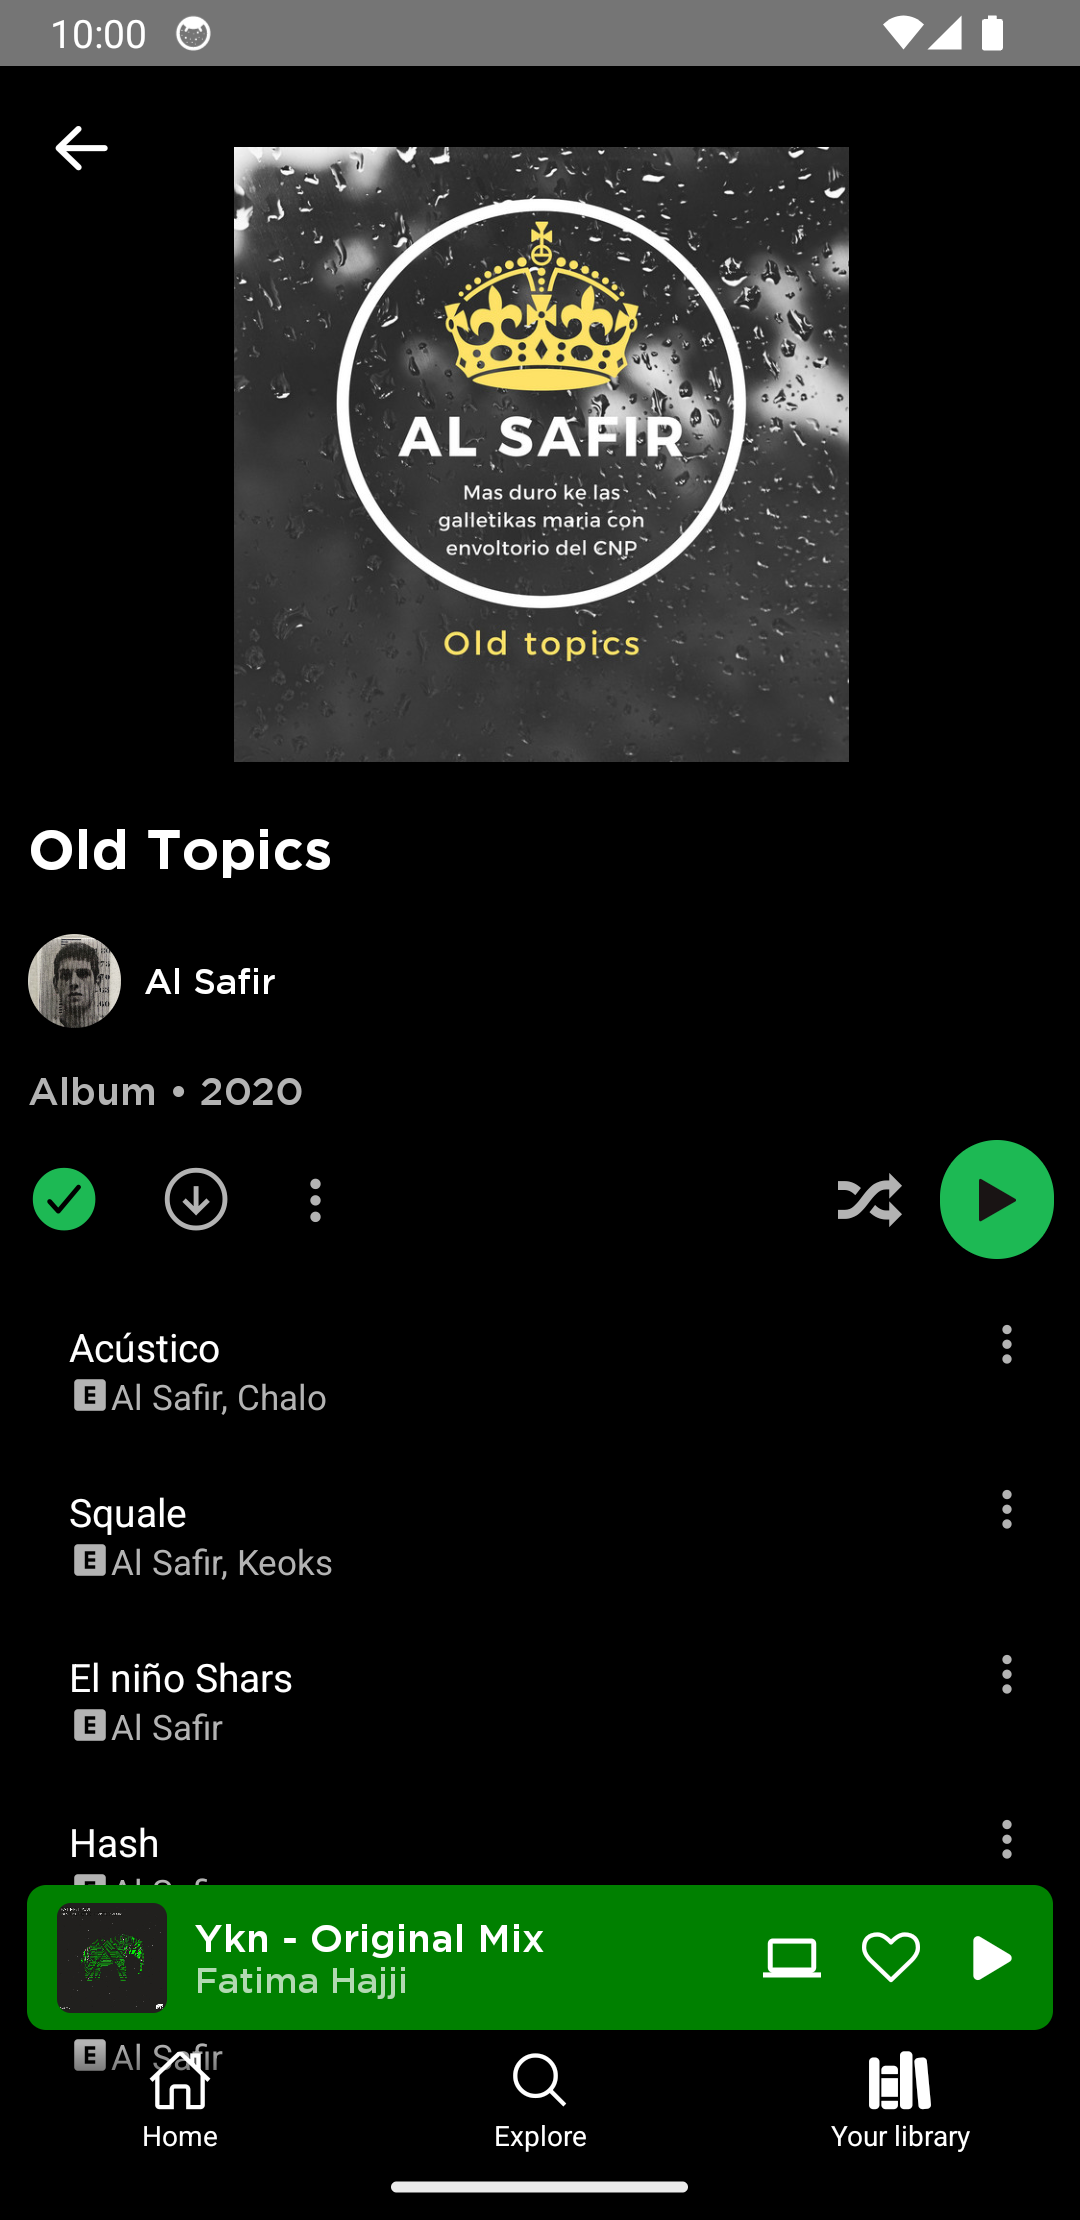 10:00
AL SAFIR
Mas duro ke las
galletikas maria con
envoltorio del CNP
Old topics
Old Topics
Al Safir
Album • 2020
Acústico
E Al Safir, Chalo
Squale
E Al Safir, Keoks
El niño Shars
E Al Safir
Hash
E Al Safir
Ykn - Original Mix
Fatima Hajji
E Al Safir
Home
Explore
Your library